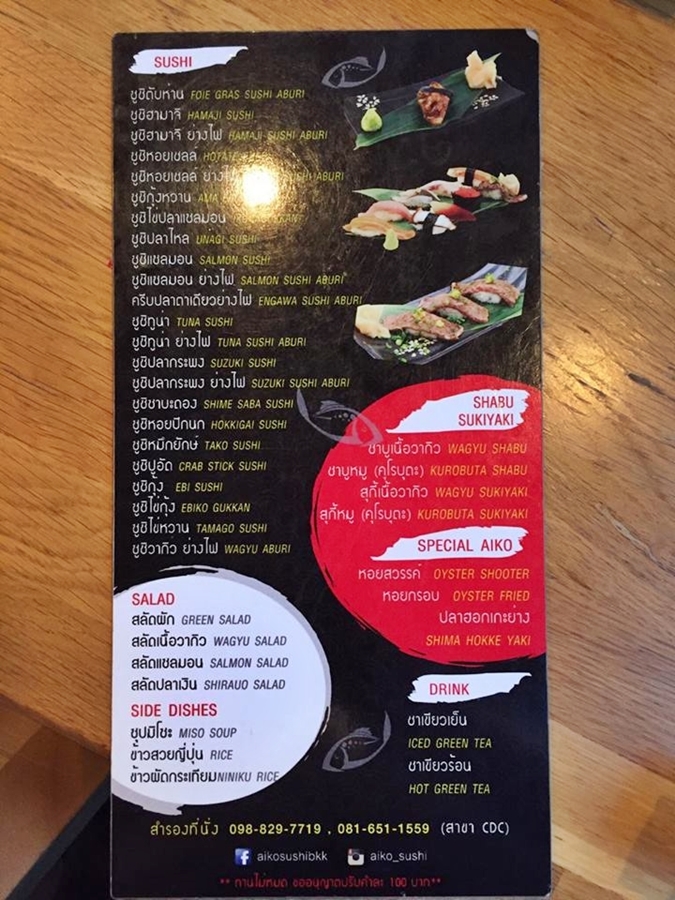 SUSHI
ซูชิตับห่าน FOIE GRAS SUSHI ABURI
ซูชิฮามาจิ HAMAJI SUSHI
ซูชิฮามาจิ ย่างไฟ HAMAJI SUSHI ABURI
ซูชิหอยเชลล์ HOTATE
ซูชิหอยเชลล์ ย่างไฟ SUSHI ABURI
ซูชิกุ้งหวาน AMA
ซูชิไข่ปลาแซลมอน
ซูชิปลาไหล UNAGI SUSHI
ซูชิแซลมอน SALMON SUSHI
ซูชิแซลมอน ย่างไฟ SALMON SUSHI ABURI
ครีบปลาตาเดียวย่างไฟ ENGAWA SUSHI ABURI
ซูชิทูน่า TUNA SUSHI
ซูชิทูน่า ย่างไฟ TUNA SUSHI ABURI
ซูชิปลากระพง SUZUKI SUSHI
ซูชิปลากระพง ย่างไฟ SUZUKI SUSHI ABURI
ซูชิซาบะดอง SHIME SABA SUSHI
ซูชิหอยปีกนก HOKKIGAI SUSHI
ซูชิหมึกยักษ์ TAKO SUSHI
ซูชิปูอัด CRAB STICK SUSHI
ซูชิกุ้ง EBI SUSHI
ซูชิไข่กุ้ง EBIKO GUKKAN
ซูชิไข่หวาน TAMAGO SUSHI
ซูชิวากิว ย่างไฟ WAGYU ABURI
SHABU
SUKIYAKI
ชาบูเนื้อวากิว WAGYU SHABU
ชาบูหมู (คุโรบุตะ) KUROBUTA SHABU
สุกี้เนื้อวากิว WAGYU SUKIYAKI
สุกี้หมู (คุโรบุตะ) KUROBUTA SUKIYAKI
SPECIAL AIKO
หอยสวรรค์ OYSTER SHOOTER
หอยกรอบ OYSTER FRIED
ปลาฮอกเกะย่าง
SHIMA HOKKE YAKI
SALAD
สลัดผัก GREEN SALAD
สลัดเนื้อวากิว WAGYU SALAD
สลัดแซลมอน SALMON SALAD
สลัดปลาเงิน SHIRAUO SALAD
SIDE DISHES
ซุปมิโซะ MISO SOUP
ข้าวสวยญี่ปุ่น RICE
ข้าวผัดกระเทียม NINIKU RICE
DRINK
ชาเขียวเย็น
ICED GREEN TEA
ชาเขียวร้อน
HOT GREEN TEA
สำรองที่นั่ง 098-829-7719 , 081-651-1559 (สาขา CDC)
aikosushibkk aiko_sushi
** ทานไม่หมด ขออนุญาตปรับคำละ 100 บาท**